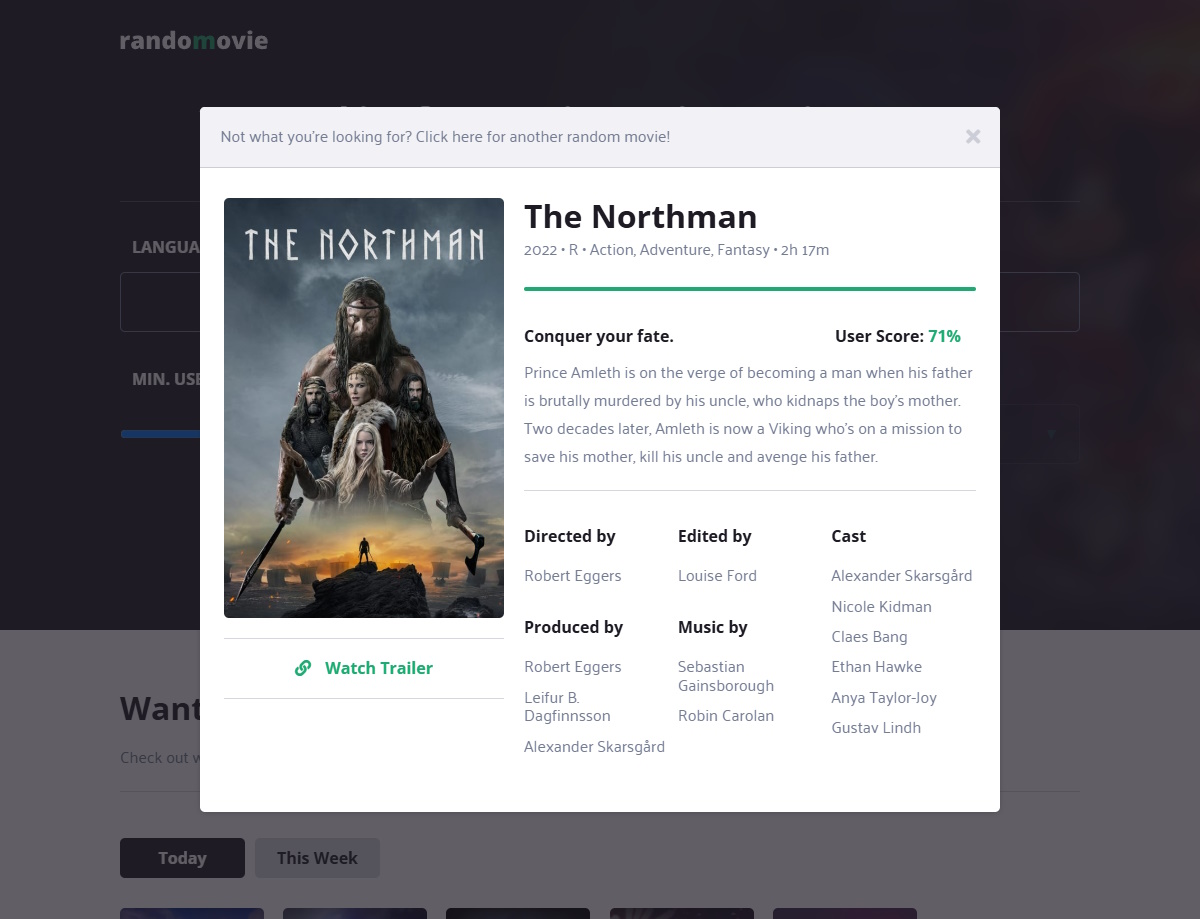 randomovie
Not what you're looking for? Click here for another random movie!
LANGUA
MIN. USE
THE NORTHMAN
The Northman
2022 • R • Action, Adventure, Fantasy • 2h 17m
Conquer your fate.
User Score: 71%
Prince Amleth is on the verge of becoming a man when his father
is brutally murdered by his uncle, who kidnaps the boy's mother.
Two decades later, Amleth is now a Viking who's on a mission to
save his mother, kill his uncle and avenge his father.
Watch Trailer
Directed by
Robert Eggers
Produced by
Robert Eggers
Leifur B.
Dagfinnsson
Alexander Skarsgård
Edited by
Louise Ford
Music by
Sebastian
Gainsborough
Robin Carolan
Cast
Alexander Skarsgård
Nicole Kidman
Claes Bang
Ethan Hawke
Anya Taylor-Joy
Gustav Lindh
Want
Check out w
Today
This Week